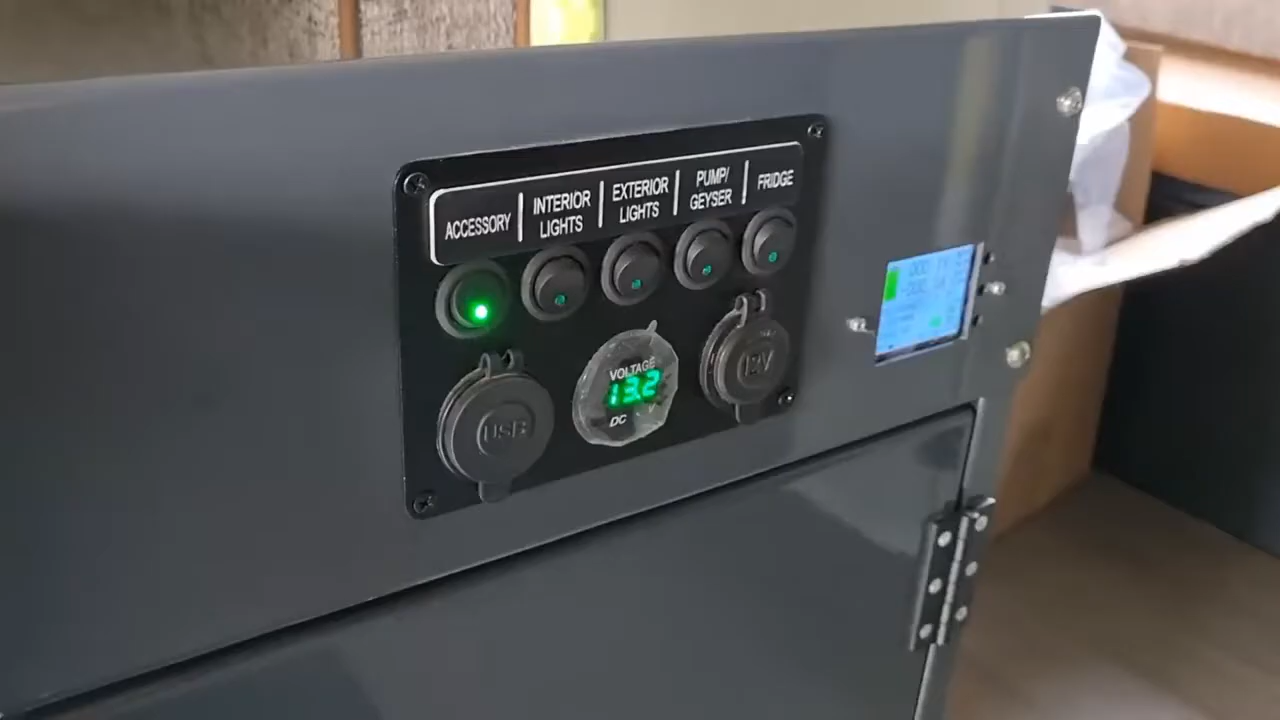 ACCESSORY
INTERIOR
LIGHTS
EXTERIOR
LIGHTS
PUMP/
GEYSER
FRIDGE
USB
VOLTAGE
13.2
DC
V
12V